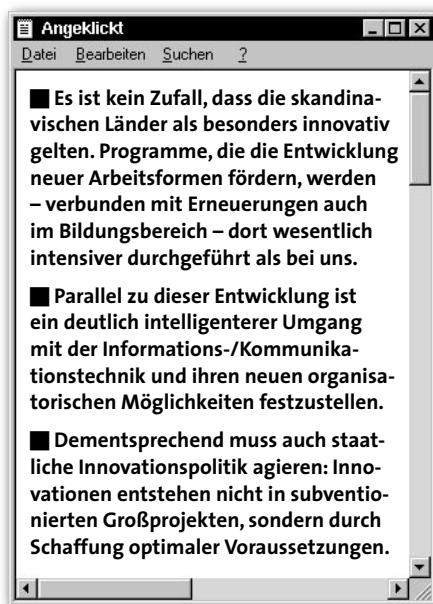 Angeklickt
Datei Bearbeiten Suchen ?
Es ist kein Zufall, dass die skandina-
vischen Länder als besonders innovativ
gelten. Programme, die die Entwicklung
neuer Arbeitsformen fördern, werden
– verbunden mit Erneuerungen auch
im Bildungsbereich – dort wesentlich
intensiver durchgeführt als bei uns.
Parallel zu dieser Entwicklung ist
ein deutlich intelligenterer Umgang
mit der Informations-/Kommunika-
tionstechnik und ihren neuen organisa-
torischen Möglichkeiten festzustellen.
Dementsprechend muss auch staat-
liche Innovationspolitik agieren: Inno-
vationen entstehen nicht in subventio-
nierten Großprojekten, sondern durch
Schaffung optimaler Voraussetzungen.